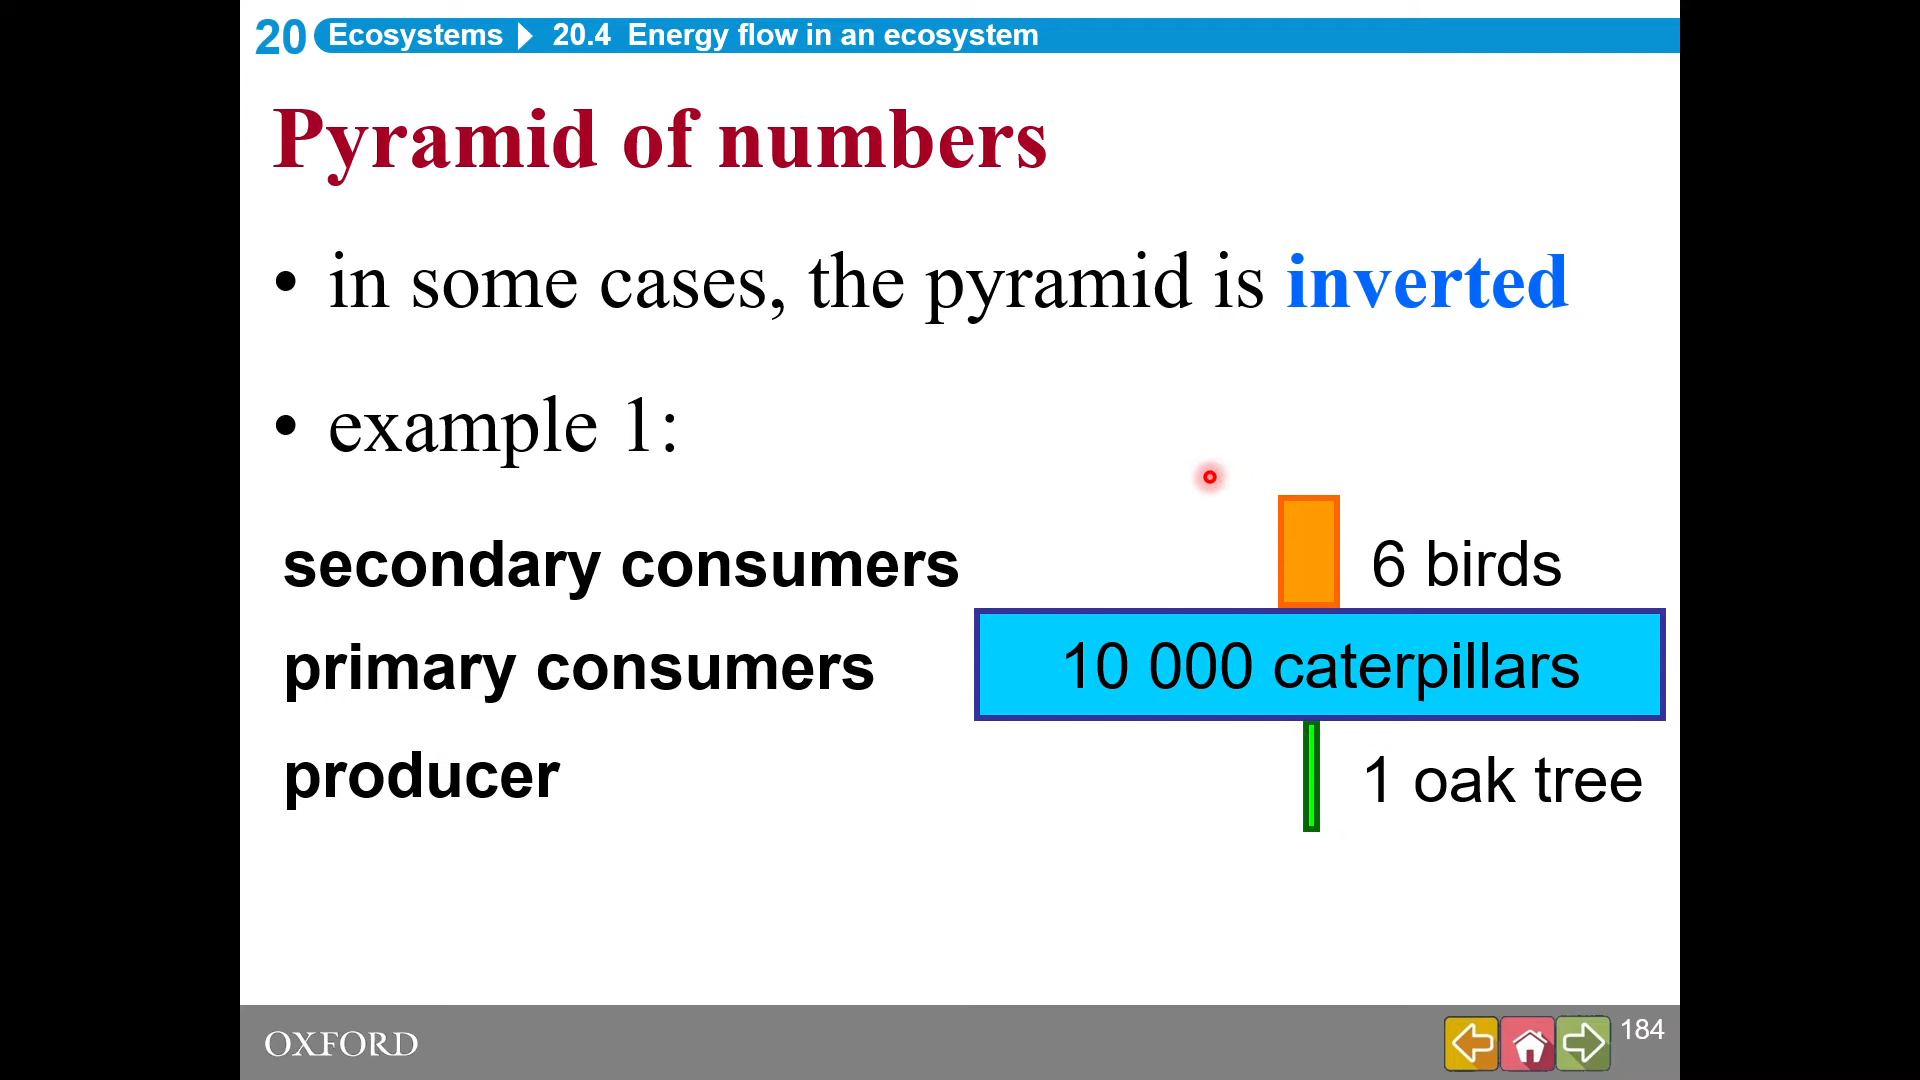 20 Ecosystems 20.4 Energy flow in an ecosystem
Pyramid of numbers
• in some cases, the pyramid is inverted
• example 1:
secondary consumers 6 birds
primary consumers 10 000 caterpillars
producer 1 oak tree
OXFORD 184